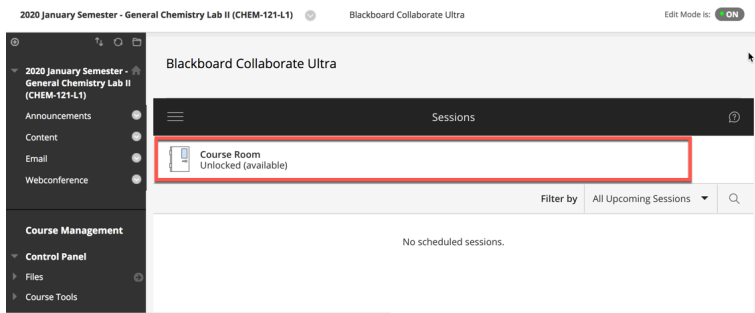 2020 January Semester - General Chemistry Lab II (CHEM-121-L1)
Blackboard Collaborate Ultra
Edit Mode is:
ON
2020 January Semester -
General Chemistry Lab II
(CHEM-121-L1)
Announcements
Content
Email
Webconference
Course Management
Control Panel
Files
Course Tools
Blackboard Collaborate Ultra
Sessions
Course Room
Unlocked (available)
Filter by
All Upcoming Sessions
No scheduled sessions.